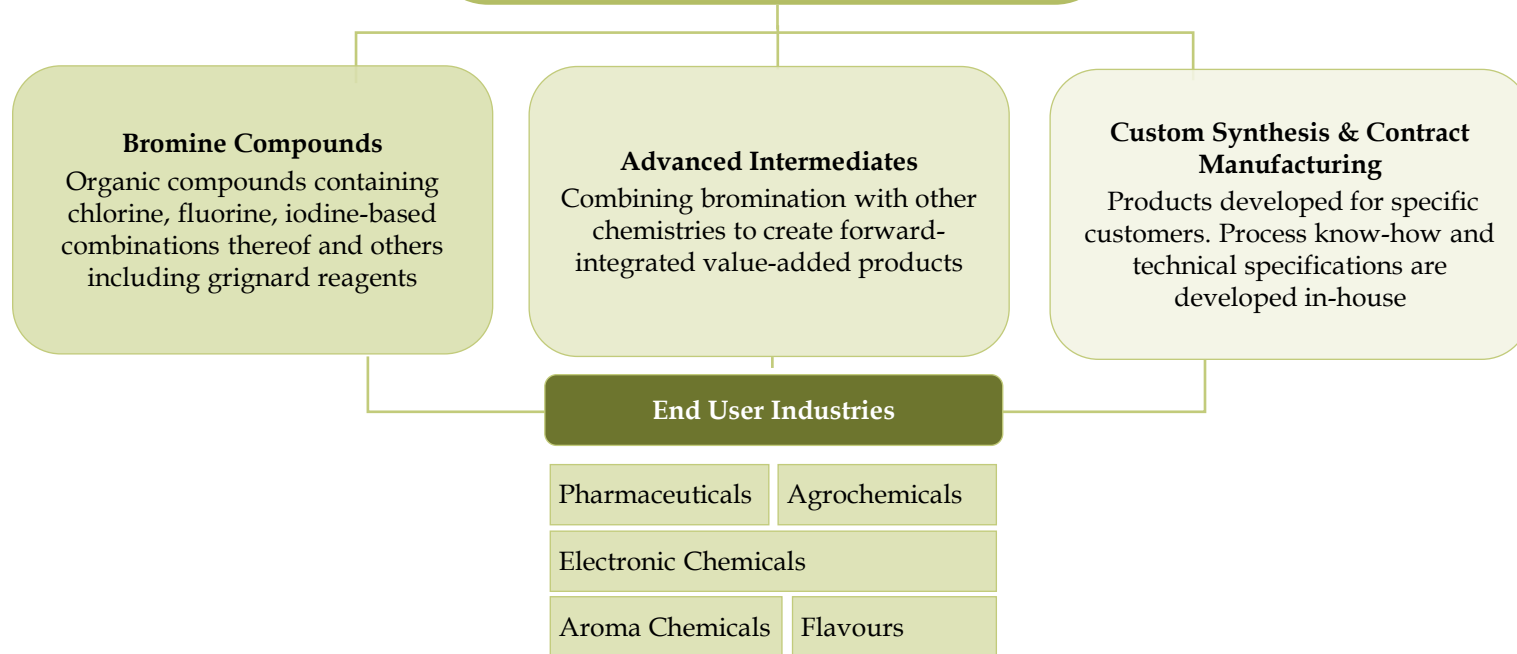 Bromine Compounds
Organic compounds containing
chlorine, fluorine, iodine-based
combinations thereof and others
including grignard reagents
Advanced Intermediates
Combining bromination with other
chemistries to create forward-
integrated value-added products
Custom Synthesis & Contract
Manufacturing
Products developed for specific
customers. Process know-how and
technical specifications are
developed in-house
End User Industries
Pharmaceuticals
Agrochemicals
Electronic Chemicals
Aroma Chemicals
Flavours